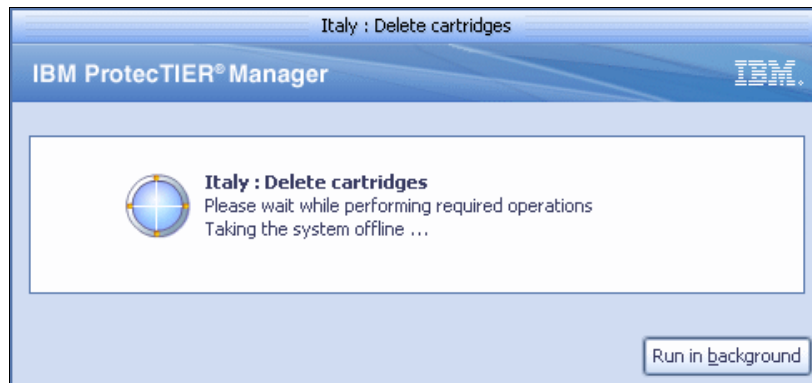 Italy : Delete cartridges
IBM ProtecTIER® Manager
IBM.
Italy : Delete cartridges
Please wait while performing required operations
Taking the system offline ...
Run in background